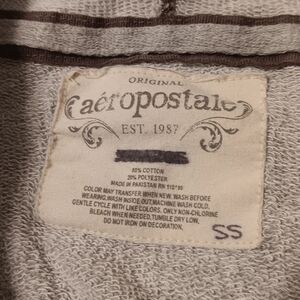 ORIGINAL
aéropostale
EST. 1987
80% COTTON
20% POLYESTER
MADE IN PAKISTAN RN
COLOR MAY TRANSFER WHEN NEW. WASH BEFORE
WEARING. WASH INSIDE OUT. MACHINE WASH COLD,
GENTLE CYCLE WITH LIKE COLORS. ONLY NON-CHLORINE
BLEACH WHEN NEEDED. TUMBLE DRY LOW.
DO NOT IRON ON DECORATION.
SS